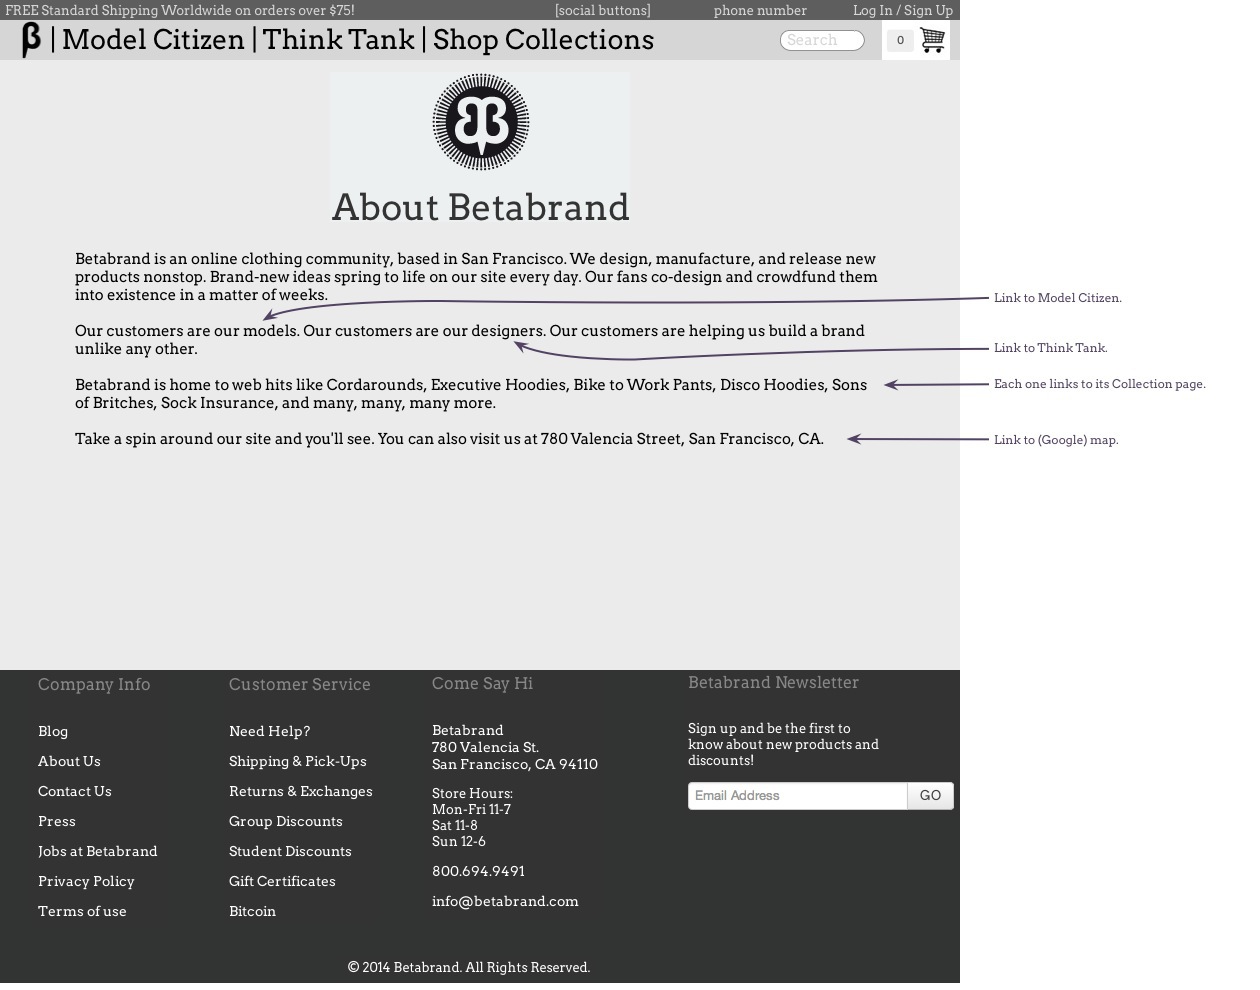 FREE Standard Shipping Worldwide on orders over $75! [social buttons] phone number Log In / Sign Up
β | Model Citizen | Think Tank | Shop Collections Search 0
About Betabrand
Betabrand is an online clothing community, based in San Francisco. We design, manufacture, and release new
products nonstop. Brand-new ideas spring to life on our site every day. Our fans co-design and crowdfund them
into existence in a matter of weeks.
Link to Model Citizen.
Our customers are our models. Our customers are our designers. Our customers are helping us build a brand
unlike any other.
Link to Think Tank.
Betabrand is home to web hits like Cordarounds, Executive Hoodies, Bike to Work Pants, Disco Hoodies, Sons
of Britches, Sock Insurance, and many, many, many more.
Each one links to its Collection page.
Take a spin around our site and you'll see. You can also visit us at 780 Valencia Street, San Francisco, CA.
Link to (Google) map.
Company Info
Blog
About Us
Contact Us
Press
Jobs at Betabrand
Privacy Policy
Terms of use
Customer Service
Need Help?
Shipping & Pick-Ups
Returns & Exchanges
Group Discounts
Student Discounts
Gift Certificates
Bitcoin
Come Say Hi
Betabrand
780 Valencia St.
San Francisco, CA 94110
Store Hours:
Mon-Fri 11-7
Sat 11-8
Sun 12-6
800.694.9491
info@betabrand.com
Betabrand Newsletter
Sign up and be the first to
know about new products and
discounts!
Email Address GO
© 2014 Betabrand. All Rights Reserved.